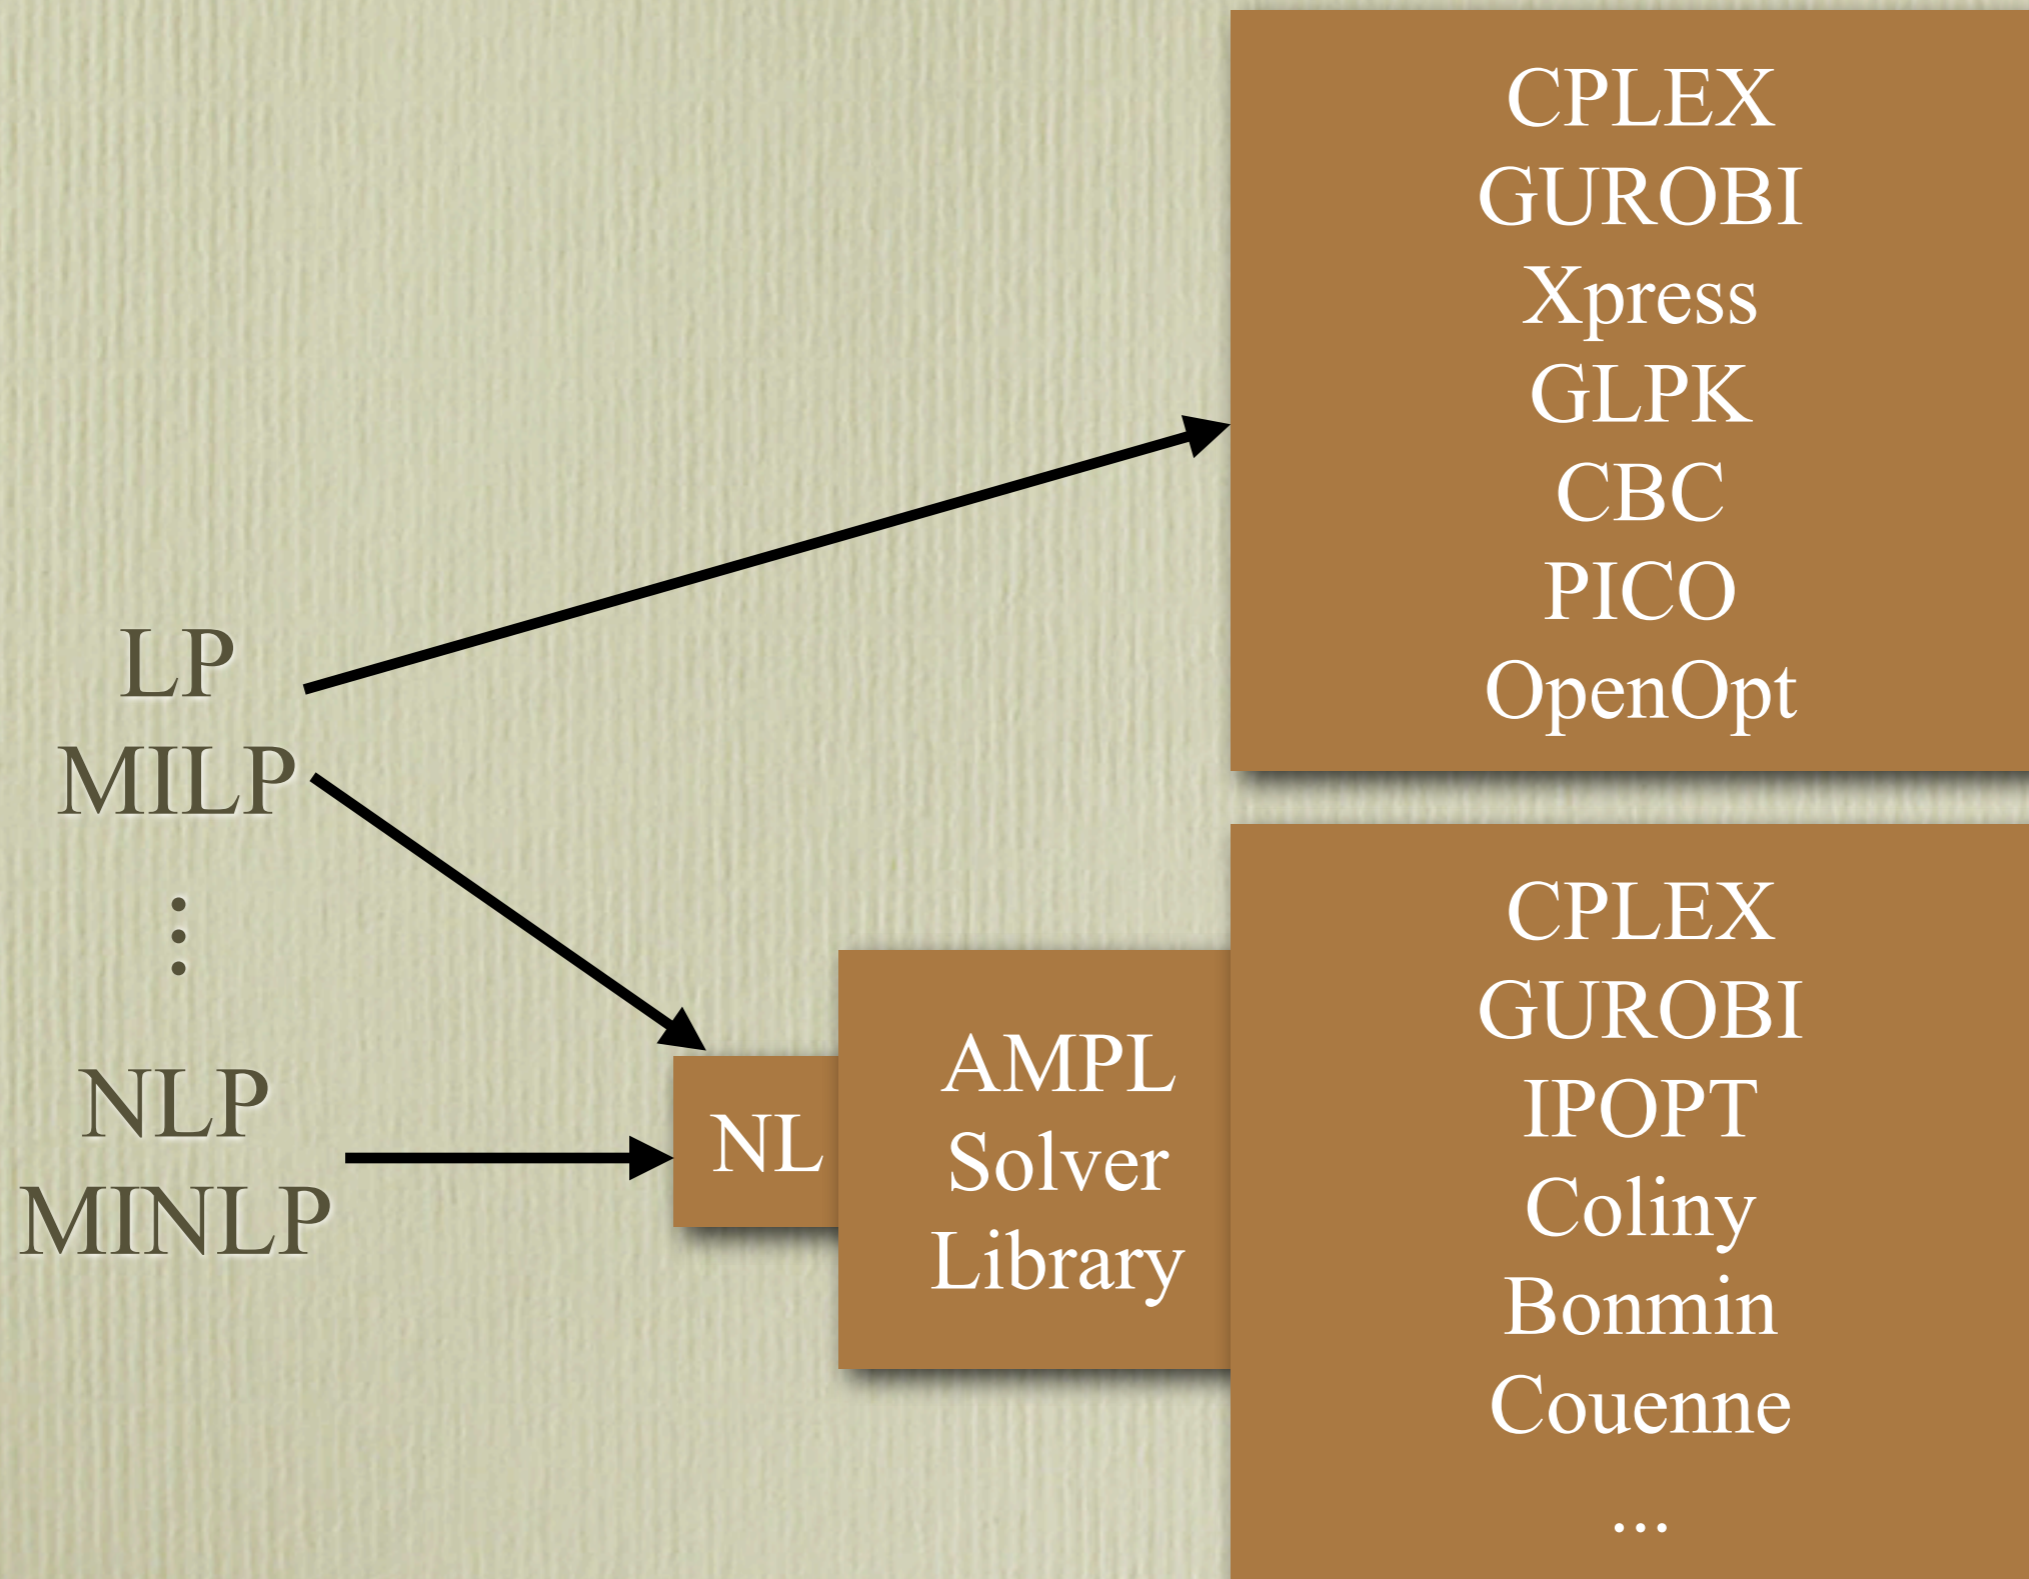 LP
MILP
⋮
NLP
MINLP
NL
AMPL
Solver
Library
CPLEX
GUROBI
Xpress
GLPK
CBC
PICO
OpenOpt
CPLEX
GUROBI
IPOPT
Coliny
Bonmin
Couenne
...